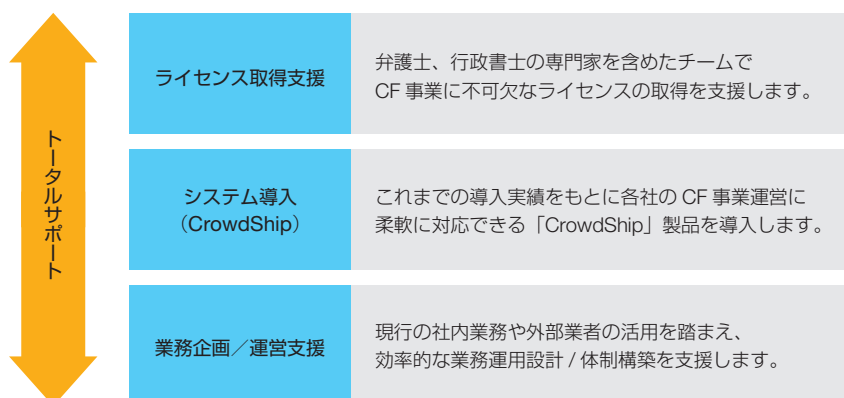 トータルサポート
ライセンス取得支援
弁護士、行政書士の専門家を含めたチームで
CF 事業に不可欠なライセンスの取得を支援します。
システム導入
（CrowdShip）
これまでの導入実績をもとに各社の CF 事業運営に
柔軟に対応できる「CrowdShip」製品を導入します。
業務企画／運営支援
現行の社内業務や外部業者の活用を踏まえ、
効率的な業務運用設計 / 体制構築を支援します。